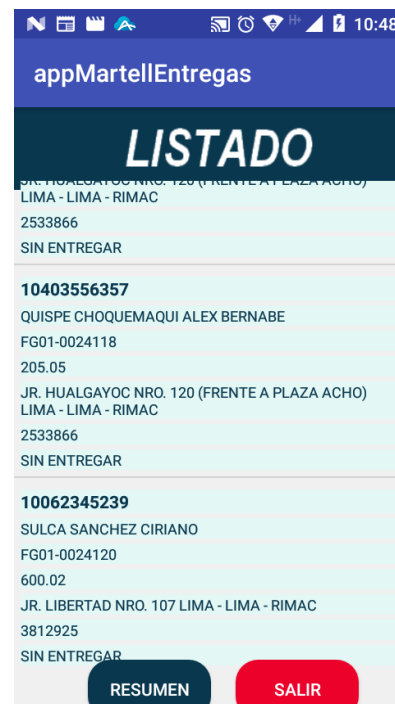 10:48
appMartellEntregas
LISTADO
JR. HUALGAYOC NRO. 120 (FRENTE A PLAZA ACHO)
LIMA - LIMA - RIMAC
2533866
SIN ENTREGAR
10403556357
QUISPE CHOQUEMAQUI ALEX BERNABE
FG01-0024118
205.05
JR. HUALGAYOC NRO. 120 (FRENTE A PLAZA ACHO)
LIMA - LIMA - RIMAC
2533866
SIN ENTREGAR
10062345239
SULCA SANCHEZ CIRIANO
FG01-0024120
600.02
JR. LIBERTAD NRO. 107 LIMA - LIMA - RIMAC
3812925
SIN ENTREGAR
RESUMEN
SALIR